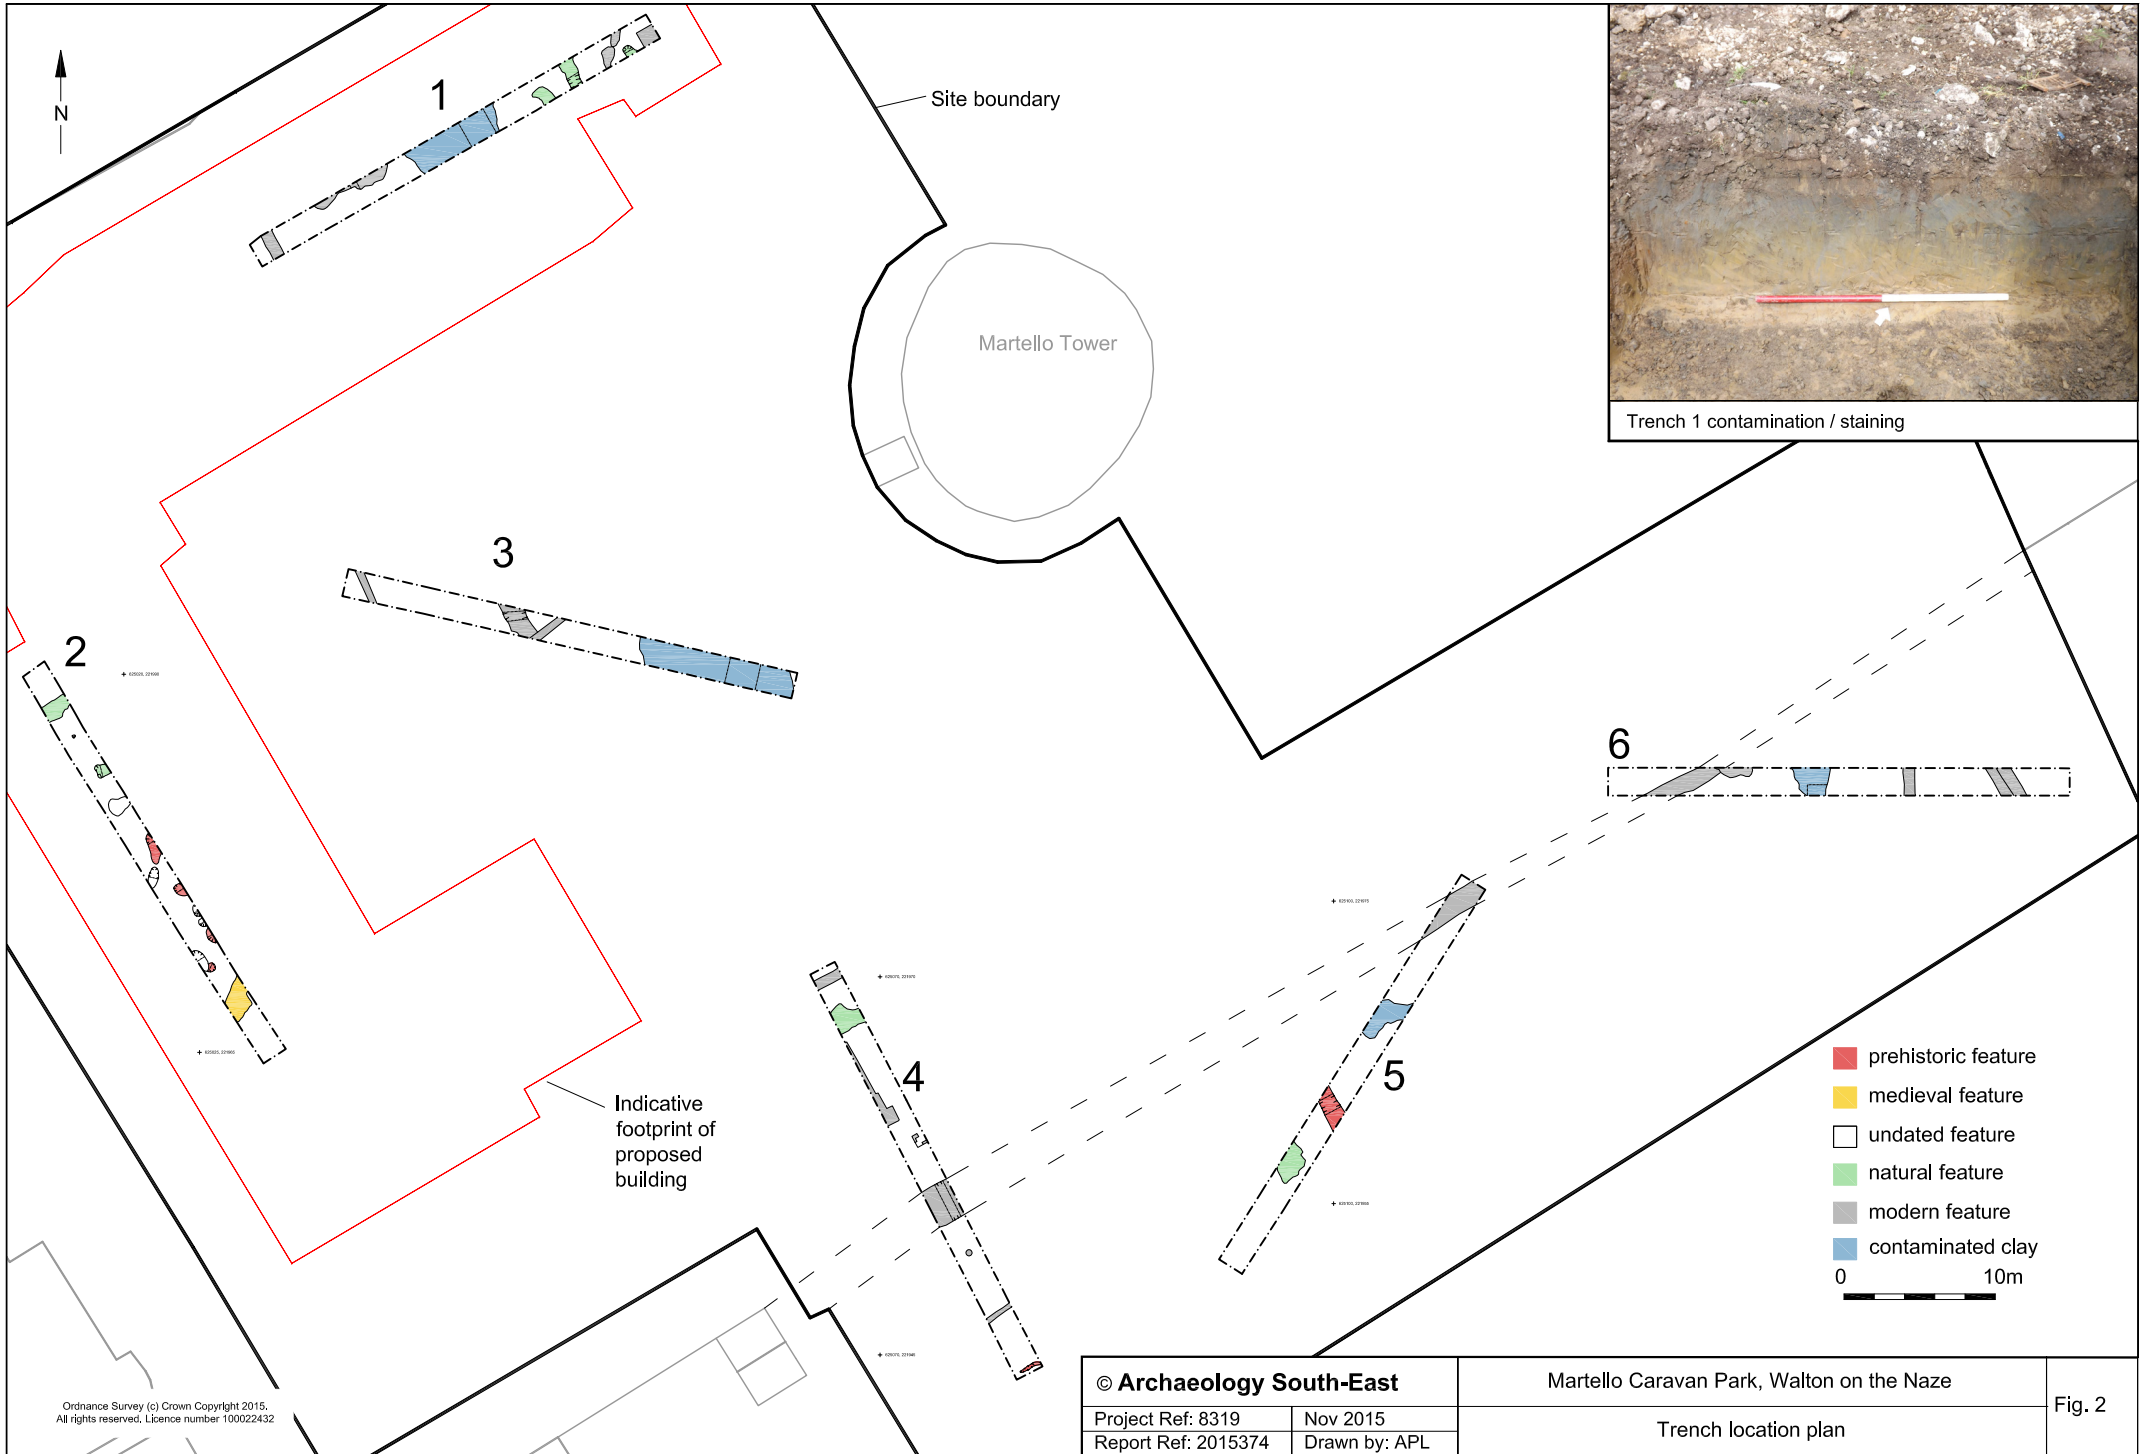 N
1
Site boundary
Martello Tower
Trench 1 contamination / staining
3
2
6
4
5
Indicative
footprint of
proposed
building
prehistoric feature
medieval feature
undated feature
natural feature
modern feature
contaminated clay
0 10m
Ordnance Survey (c) Crown Copyright 2015.
All rights reserved. Licence number 100022432
© Archaeology South-East
Project Ref: 8319
Nov 2015
Report Ref: 2015374
Drawn by: APL
Martello Caravan Park, Walton on the Naze
Trench location plan
Fig. 2